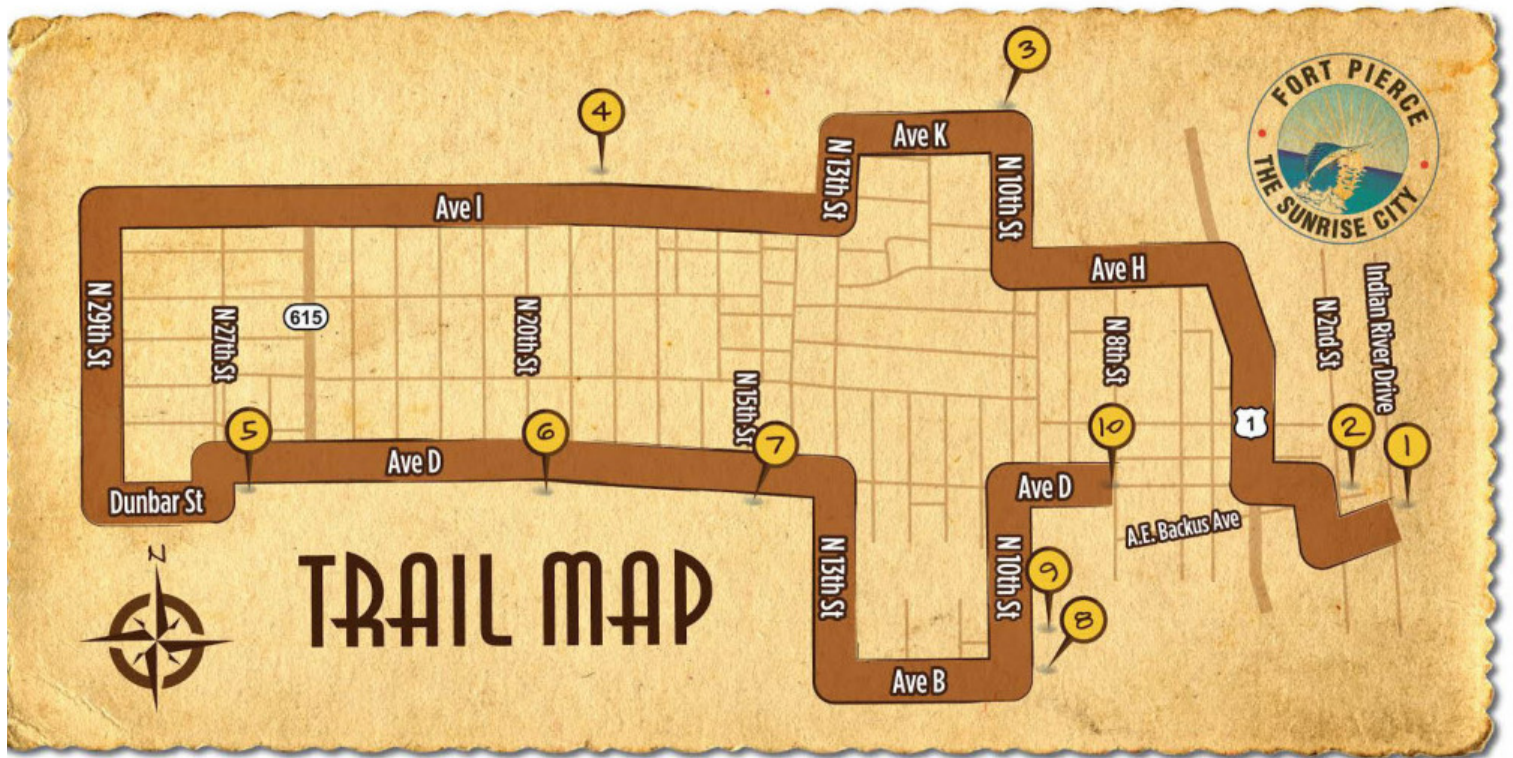 3
FORT PIERCE
THE SUNRISE CITY
4
Ave K
N 13th St
N 10th St
Ave I
Ave H
Indian River Drive
N 29th St
N 27th St
615
N 20th St
N 8th St
N 2nd St
N 15th St
1
5
6
7
10
2
1
Ave D
Ave D
Dunbar St
A.E. Backus Ave
N
TRAIL MAP
N 13th St
N 10th St
9
8
Ave B